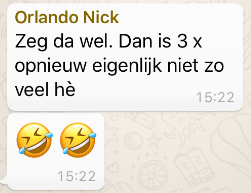 Orlando Nick
Zeg da wel. Dan is 3 x
opnieuw eigenlijk niet zo
veel hè
15:22
🤣🤣
15:22